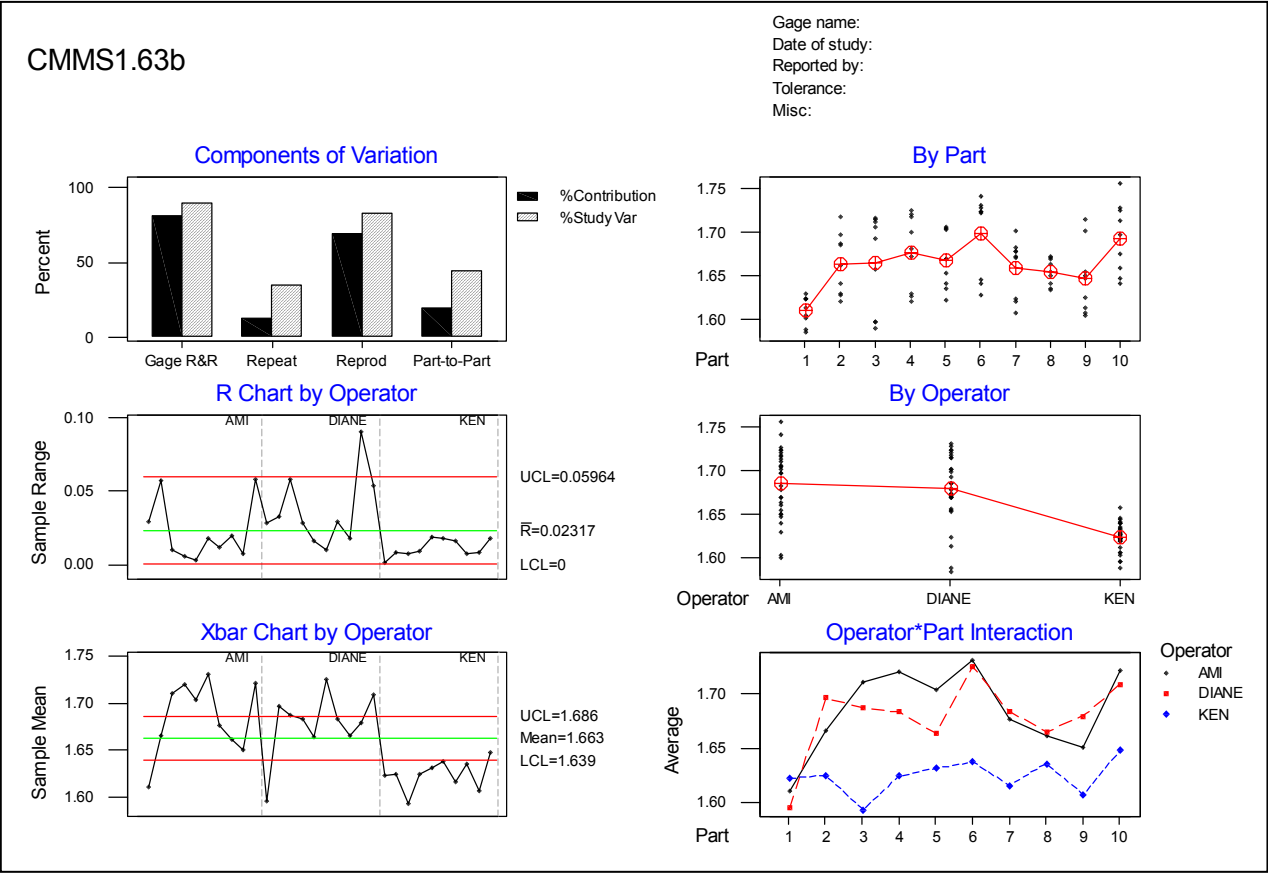 CMMS1.63b
Gage name:
Date of study:
Reported by:
Tolerance:
Misc:
Components of Variation
Percent
100
50
0
Gage R&R Repeat Reprod Part-to-Part
%Contribution
%Study Var
By Part
1.75
1.70
1.65
1.60
Part 1 2 3 4 5 6 7 8 9 10
R Chart by Operator
Sample Range
0.10
0.05
0.00
AMI DIANE KEN
UCL=0.05964
R̅=0.02317
LCL=0
By Operator
1.75
1.70
1.65
1.60
Operator AMI DIANE KEN
Xbar Chart by Operator
Sample Mean
1.75
1.70
1.65
1.60
AMI DIANE KEN
UCL=1.686
Mean=1.663
LCL=1.639
Operator*Part Interaction
Average
1.70
1.65
1.60
Part 1 2 3 4 5 6 7 8 9 10
Operator
AMI
DIANE
KEN